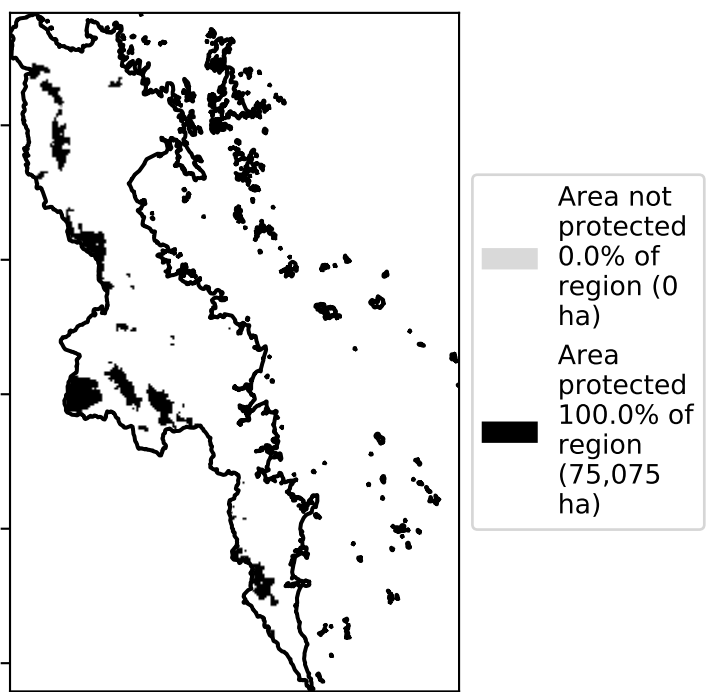 Area not
protected
0.0% of
region (0
ha)
Area
protected
100.0% of
region
(75,075
ha)